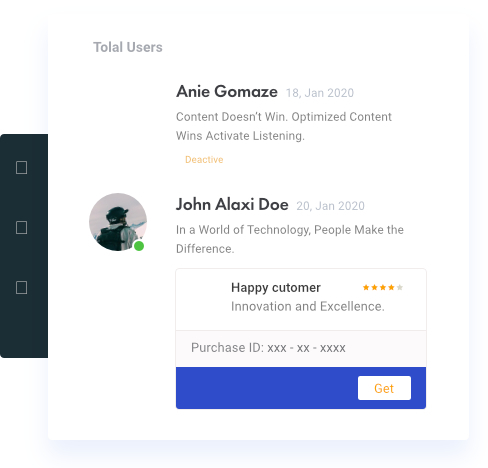 Tolal Users
Anie Gomaze 18, Jan 2020
Content Doesn't Win. Optimized Content
Wins Activate Listening.
Deactive
John Alaxi Doe 20, Jan 2020
In a World of Technology, People Make the
Difference.
Happy cutomer
Innovation and Excellence.
Purchase ID: xxx - xx - xxxx
Get